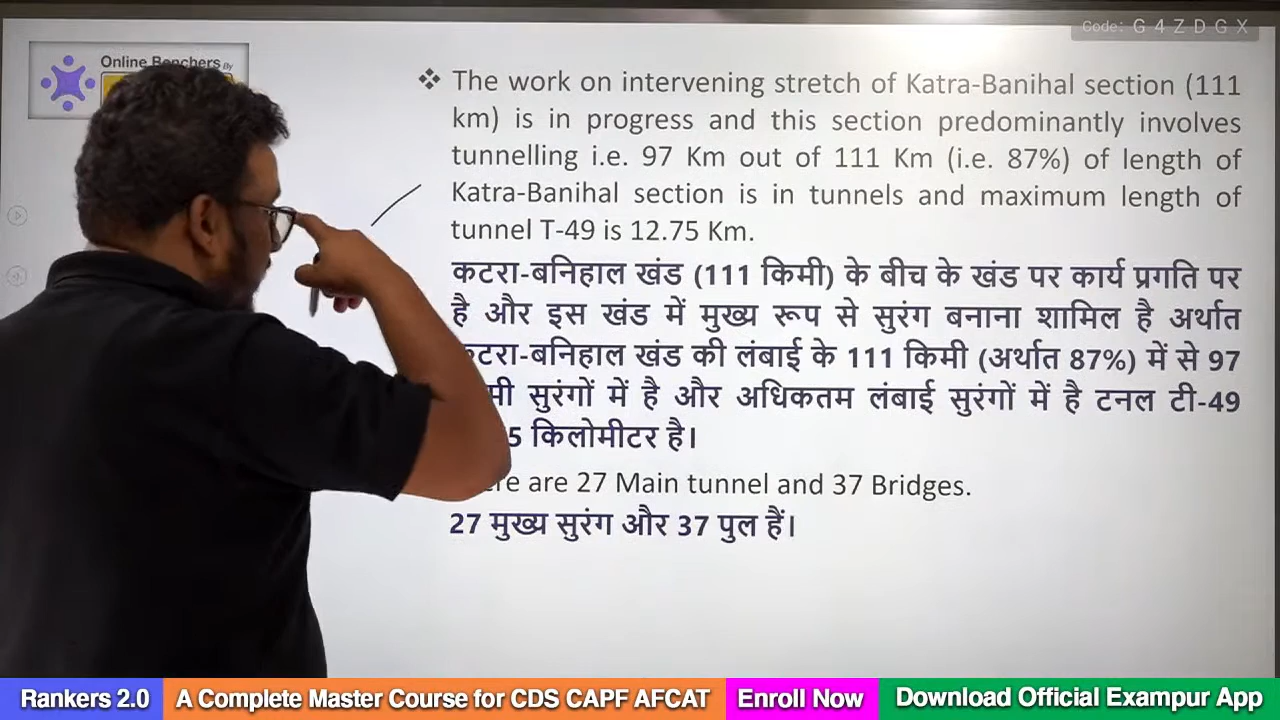 Code: G 4 Z D G X
Online Benchers By
❖ The work on intervening stretch of Katra-Banihal section (111
km) is in progress and this section predominantly involves
tunnelling i.e. 97 Km out of 111 Km (i.e. 87%) of length of
Katra-Banihal section is in tunnels and maximum length of
tunnel T-49 is 12.75 Km.
कटरा-बनिहाल खंड (111 किमी) के बीच के खंड पर कार्य प्रगति पर
है और इस खंड में मुख्य रूप से सुरंग बनाना शामिल है अर्थात
कटरा-बनिहाल खंड की लंबाई के 111 किमी (अर्थात 87%) में से 97
सुरंगों में है और अधिकतम लंबाई सुरंगों में है टनल टी-49
किलोमीटर है।
are 27 Main tunnel and 37 Bridges.
27 मुख्य सुरंग और 37 पुल हैं।
Rankers 2.0 A Complete Master Course for CDS CAPF AFCAT Enroll Now Download Official Exampur App